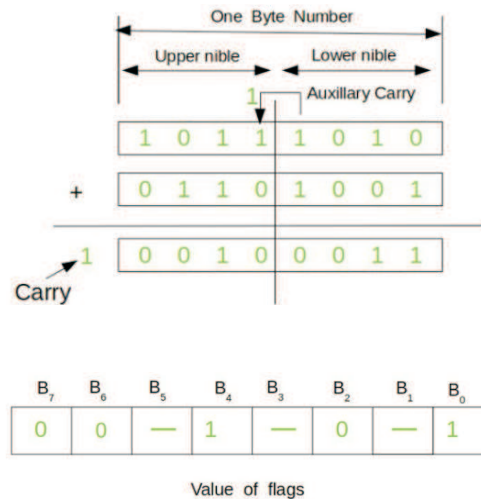 One Byte Number
Upper nible Lower nible
1 Auxillary Carry
1 0 1 1 1 0 1 0
+ 0 1 1 0 1 0 0 1
1 0 0 1 0 0 0 1 1
Carry
B7 B6 B5 B4 B3 B2 B1 B0
0 0 — 1 — 0 — 1
Value of flags